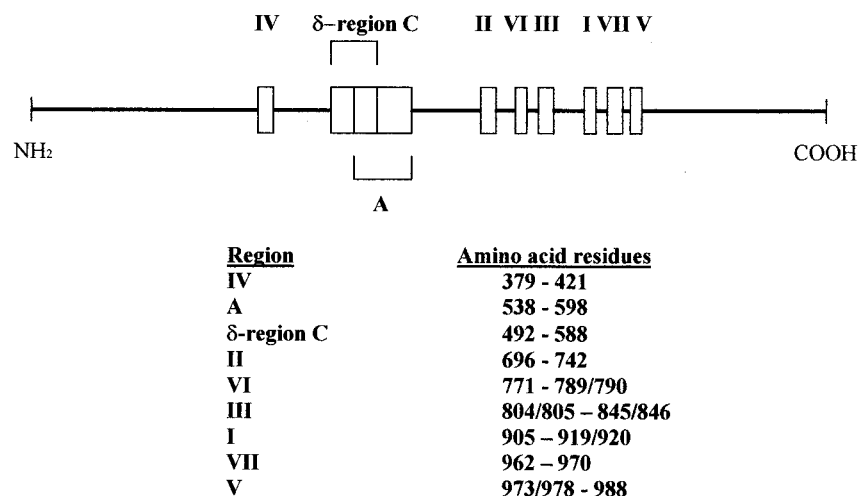 IV δ–region C II VI III I VII V
NH2 COOH
A
Region Amino acid residues
IV 379 - 421
A 538 - 598
δ-region C 492 - 588
II 696 - 742
VI 771 - 789/790
III 804/805 – 845/846
I 905 – 919/920
VII 962 – 970
V 973/978 - 988